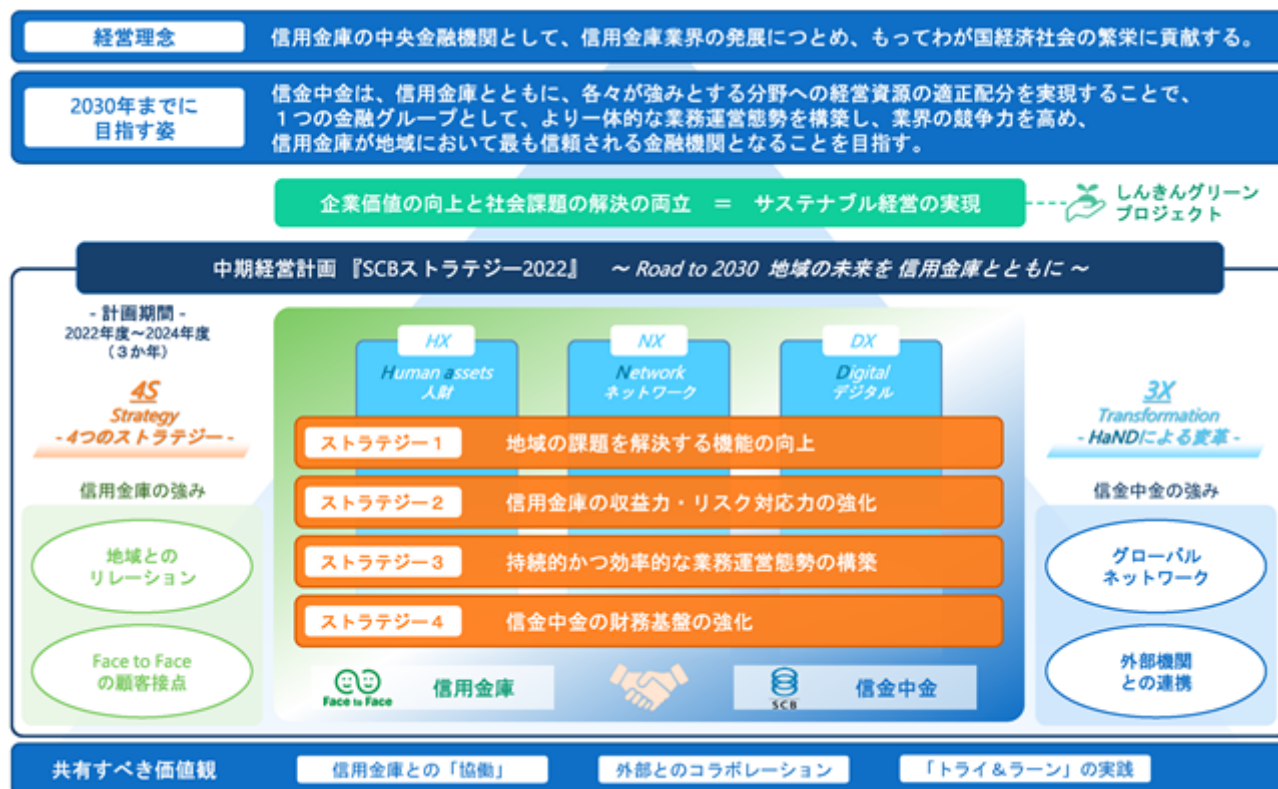 経営理念
信用金庫の中央金融機関として、信用金庫業界の発展につとめ、もってわが国経済社会の繁栄に貢献する。
2030年までに
目指す姿
信金中金は、信用金庫とともに、各々が強みとする分野への経営資源の適正配分を実現することで、
１つの金融グループとして、より一体的な業務運営態勢を構築し、業界の競争力を高め、
信用金庫が地域において最も信頼される金融機関となることを目指す。
企業価値の向上と社会課題の解決の両立　＝　サステナブル経営の実現
しんきんグリーン
プロジェクト
中期経営計画 『SCBストラテジー2022』　～ Road to 2030 地域の未来を 信用金庫とともに ～
- 計画期間 -
2022年度～2024年度
（３か年）
4S
Strategy
- 4つのストラテジー -
信用金庫の強み
地域との
リレーション
Face to Face
の顧客接点
HX
Human assets
人財
NX
Network
ネットワーク
DX
Digital
デジタル
ストラテジー１　地域の課題を解決する機能の向上
ストラテジー２　信用金庫の収益力・リスク対応力の強化
ストラテジー３　持続的かつ効率的な業務運営態勢の構築
ストラテジー４　信金中金の財務基盤の強化
Face to Face
信用金庫
SCB
信金中金
3X
Transformation
- HaNDによる変革 -
信金中金の強み
グローバル
ネットワーク
外部機関
との連携
共有すべき価値観
信用金庫との「協働」
外部とのコラボレーション
「トライ＆ラーン」の実践